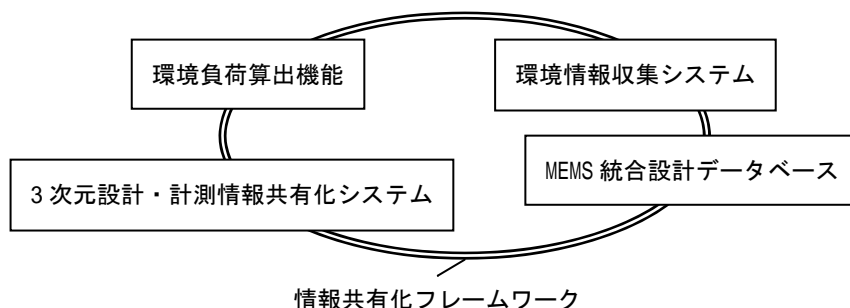 環境負荷算出機能
環境情報収集システム
3次元設計・計測情報共有化システム
MEMS 統合設計データベース
情報共有化フレームワーク